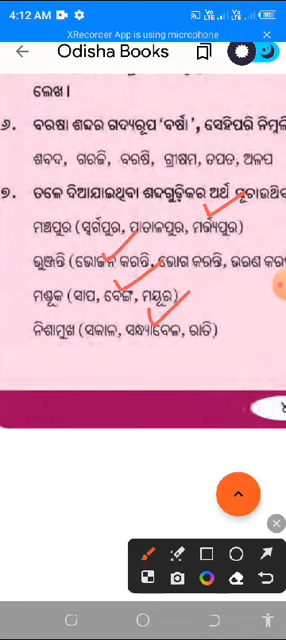 4:12 AM
XRecorder App is using microphone
Odisha Books
ଲେଖ।
୬. ବରଷା ଶବ୍ଦର ଗଦ୍ୟରୂପ 'ବର୍ଷା', ସେହିପରି ନିମ୍ନଲି
ଶବଦ, ଗରଜି, ବରଷି, ଗ୍ରୀଷମ, ତପତ, ଅଳପ
୭. ତଳେ ଦିଆଯାଇଥିବା ଶବ୍ଦଗୁଡ଼ିକର ଅର୍ଥ ସୂଚାଉଥିବ
ମଞ୍ଚପୁର (ସ୍ୱର୍ଗପୁର, ପାତାଳପୁର, ମର୍ତ୍ତ୍ୟପୁର)
ଭୁଞ୍ଜନ୍ତି (ଭୋଜନ କରନ୍ତି, ଭୋଗ କରନ୍ତି, ଭରଣ କର
ମଣ୍ଡୂକ (ସାପ, ବେଙ୍ଗ, ମୟୂର)
ନିଶାମୁଖ (ସକାଳ, ସନ୍ଧ୍ୟାବେଳ, ରାତି)